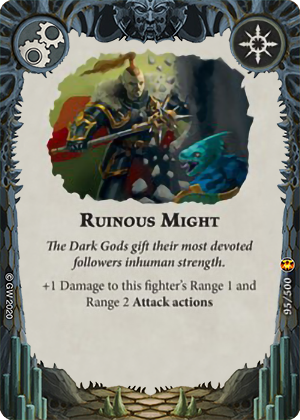 RUINOUS MIGHT
The Dark Gods gift their most devoted
followers inhuman strength.
+1 Damage to this fighter's Range 1 and
Range 2 Attack actions
© GW 2020
95/500